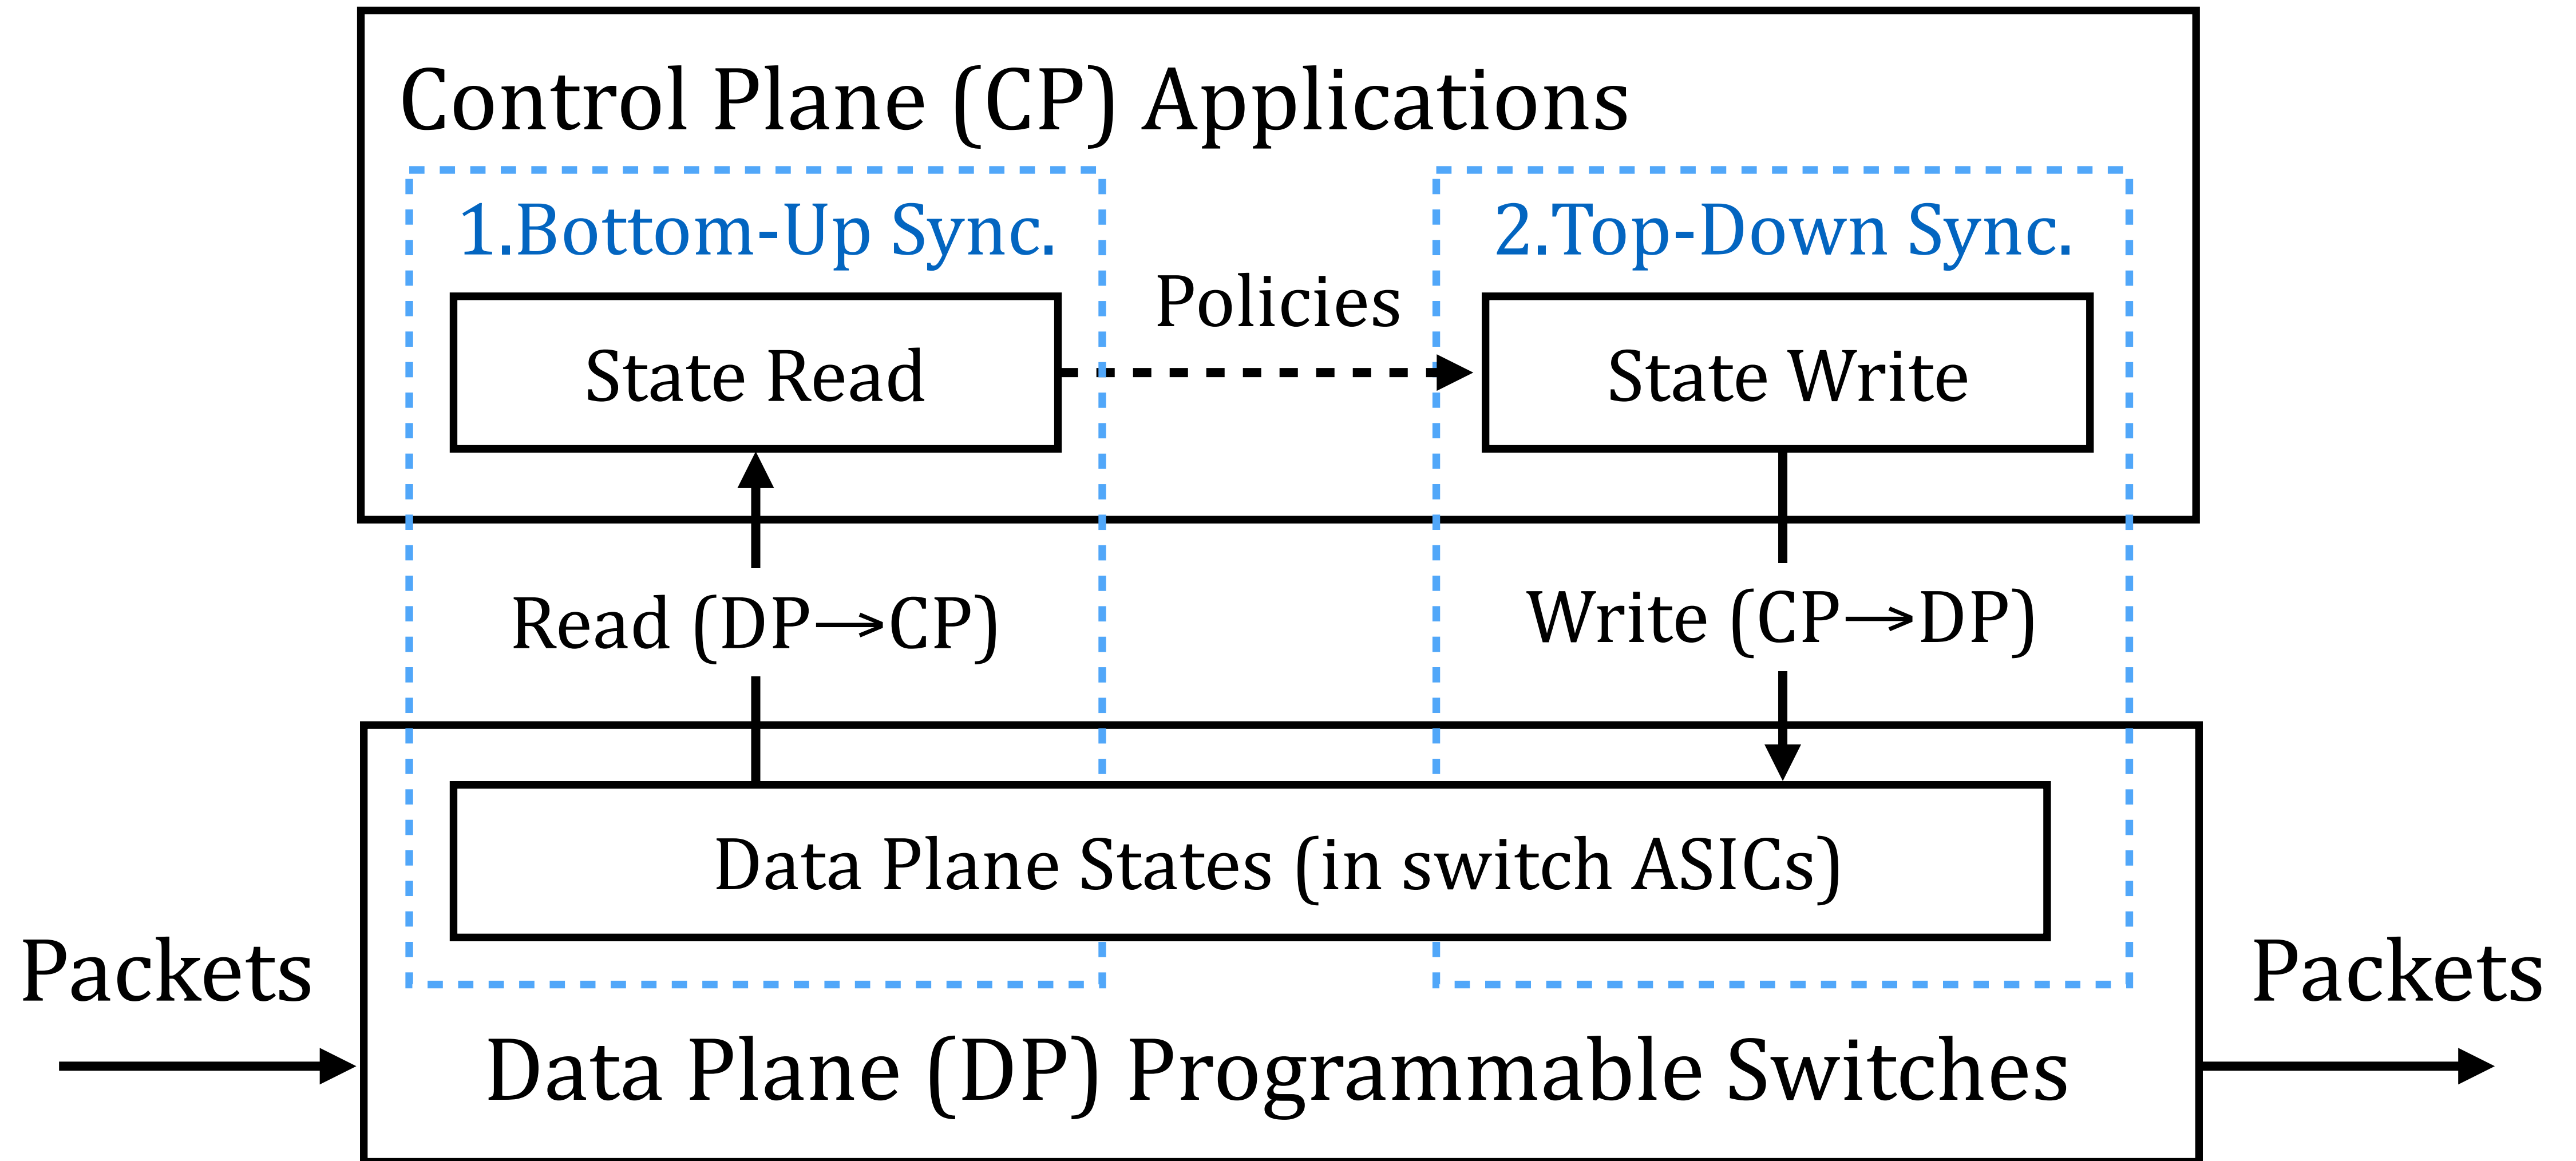 Control Plane (CP) Applications
1.Bottom-Up Sync.
2.Top-Down Sync.
Policies
State Read
State Write
Read (DP→CP)
Write (CP→DP)
Data Plane States (in switch ASICs)
Packets
Packets
Data Plane (DP) Programmable Switches